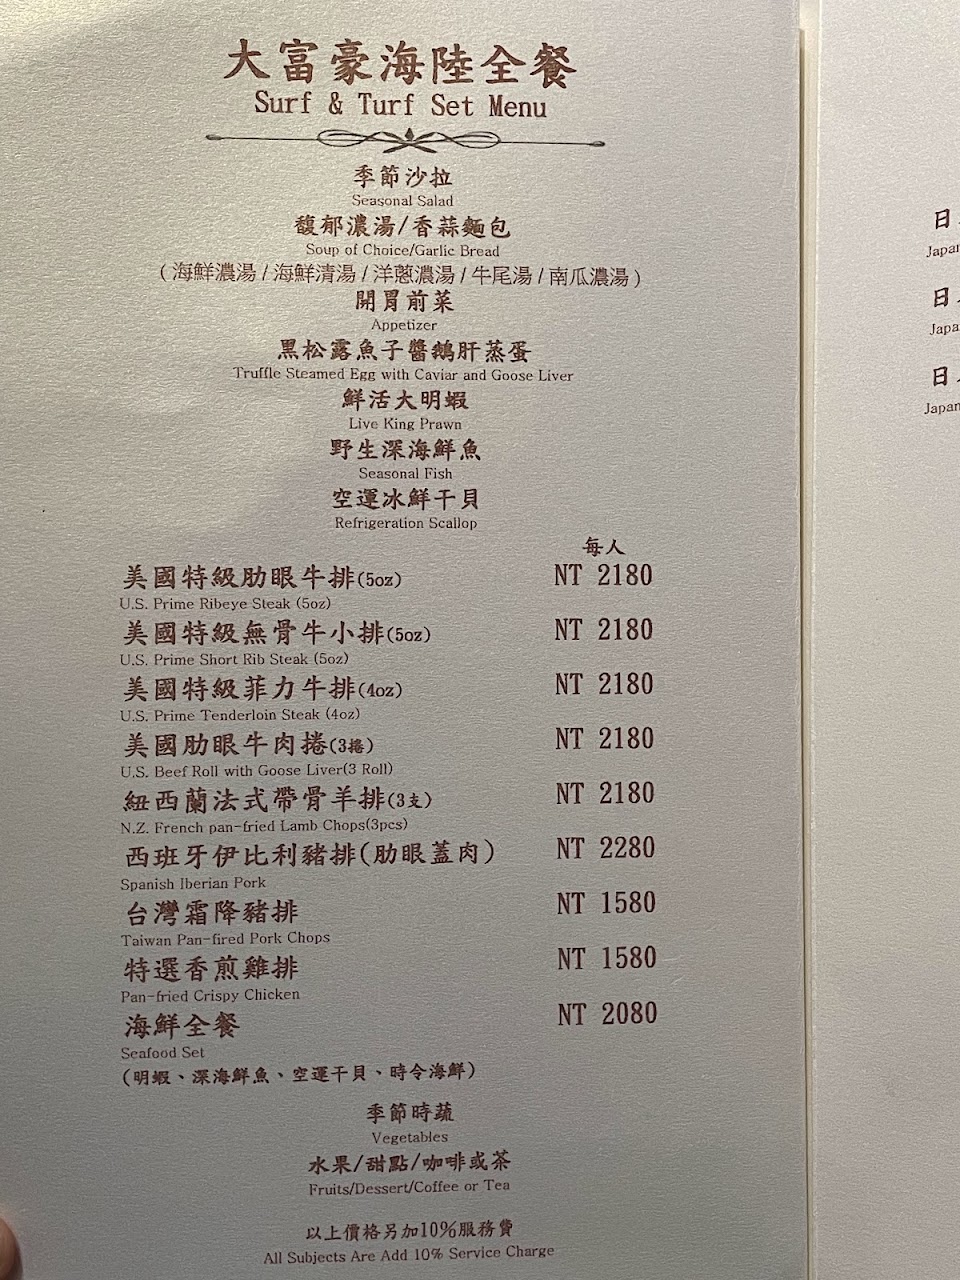 大富豪海陸全餐
Surf & Turf Set Menu
季節沙拉
Seasonal Salad
馥郁濃湯/香蒜麵包
Soup of Choice/Garlic Bread
(海鮮濃湯/海鮮清湯/洋蔥濃湯/牛尾湯/南瓜濃湯)
開胃前菜
Appetizer
黑松露魚子醬鵝肝蒸蛋
Truffle Steamed Egg with Caviar and Goose Liver
鮮活大明蝦
Live King Prawn
野生深海鮮魚
Seasonal Fish
空運冰鮮干貝
Refrigeration Scallop
每人
美國特級肋眼牛排(5oz) NT 2180
U.S. Prime Ribeye Steak (5oz)
美國特級無骨牛小排(5oz) NT 2180
U.S. Prime Short Rib Steak (5oz)
美國特級菲力牛排(4oz) NT 2180
U.S. Prime Tenderloin Steak (4oz)
美國肋眼牛肉捲(3捲) NT 2180
U.S. Beef Roll with Goose Liver(3 Roll)
紐西蘭法式帶骨羊排(3支) NT 2180
N.Z. French pan-fried Lamb Chops(3pcs)
西班牙伊比利豬排(肋眼蓋肉) NT 2280
Spanish Iberian Pork
台灣霜降豬排 NT 1580
Taiwan Pan-fired Pork Chops
特選香煎雞排 NT 1580
Pan-fried Crispy Chicken
海鮮全餐 NT 2080
Seafood Set
(明蝦、深海鮮魚、空運干貝、時令海鮮)
季節時蔬
Vegetables
水果/甜點/咖啡或茶
Fruits/Dessert/Coffee or Tea
以上價格另加10%服務費
All Subjects Are Add 10% Service Charge
日
Japan
日
Japa
日
Japan